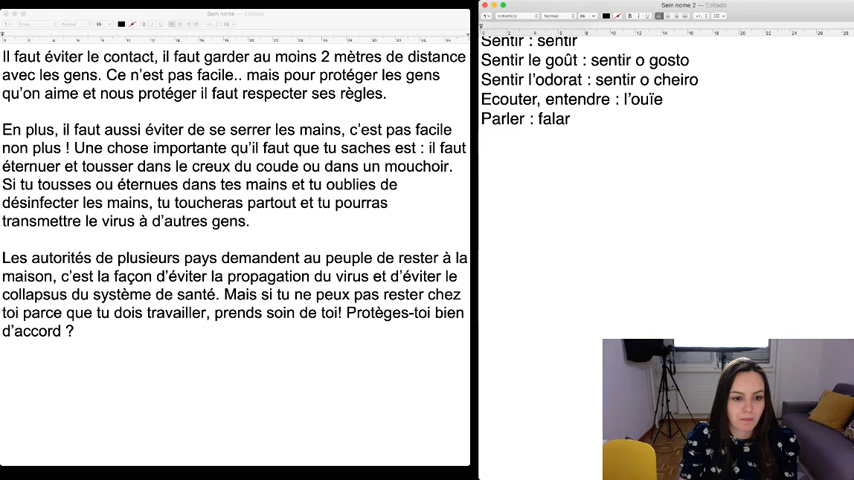 Sem nome — Editado
Il faut éviter le contact, il faut garder au moins 2 mètres de distance
avec les gens. Ce n'est pas facile.. mais pour protéger les gens
qu'on aime et nous protéger il faut respecter ses règles.
En plus, il faut aussi éviter de se serrer les mains, c'est pas facile
non plus ! Une chose importante qu'il faut que tu saches est : il faut
éternuer et tousser dans le creux du coude ou dans un mouchoir.
Si tu tousses ou éternues dans tes mains et tu oublies de
désinfecter les mains, tu toucheras partout et tu pourras
transmettre le virus à d'autres gens.
Les autorités de plusieurs pays demandent au peuple de rester à la
maison, c'est la façon d'éviter la propagation du virus et d'éviter le
collapsus du système de santé. Mais si tu ne peux pas rester chez
toi parce que tu dois travailler, prends soin de toi! Protèges-toi bien
d'accord ?
Sem nome 2 — Editado
Sentir : sentir
Sentir le goût : sentir o gosto
Sentir l'odorat : sentir o cheiro
Ecouter, entendre : l'ouïe
Parler : falar